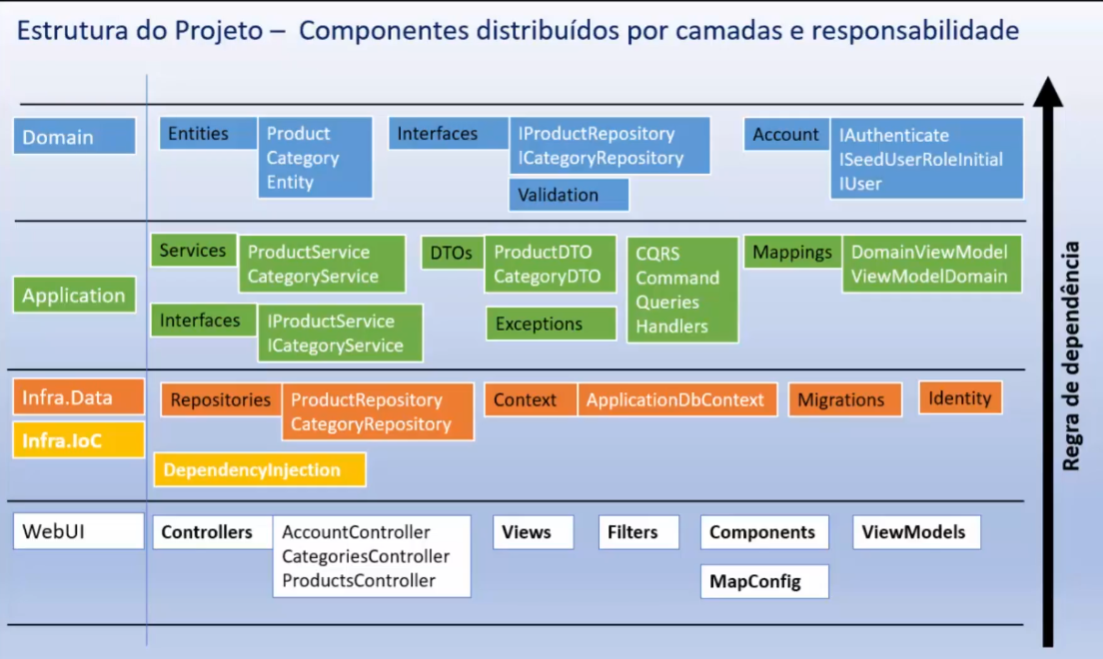 Estrutura do Projeto – Componentes distribuídos por camadas e responsabilidade
Domain
Entities
Product
Category
Entity
Interfaces
IProductRepository
ICategoryRepository
Validation
Account
IAuthenticate
ISeedUserRoleInitial
IUser
Application
Services
ProductService
CategoryService
Interfaces
IProductService
ICategoryService
DTOs
ProductDTO
CategoryDTO
Exceptions
CQRS
Command
Queries
Handlers
Mappings
DomainViewModel
ViewModelDomain
Infra.Data
Infra.IoC
Repositories
ProductRepository
CategoryRepository
Context
ApplicationDbContext
Migrations
Identity
DependencyInjection
WebUI
Controllers
AccountController
CategoriesController
ProductsController
Views
Filters
Components
MapConfig
ViewModels
Regra de dependência